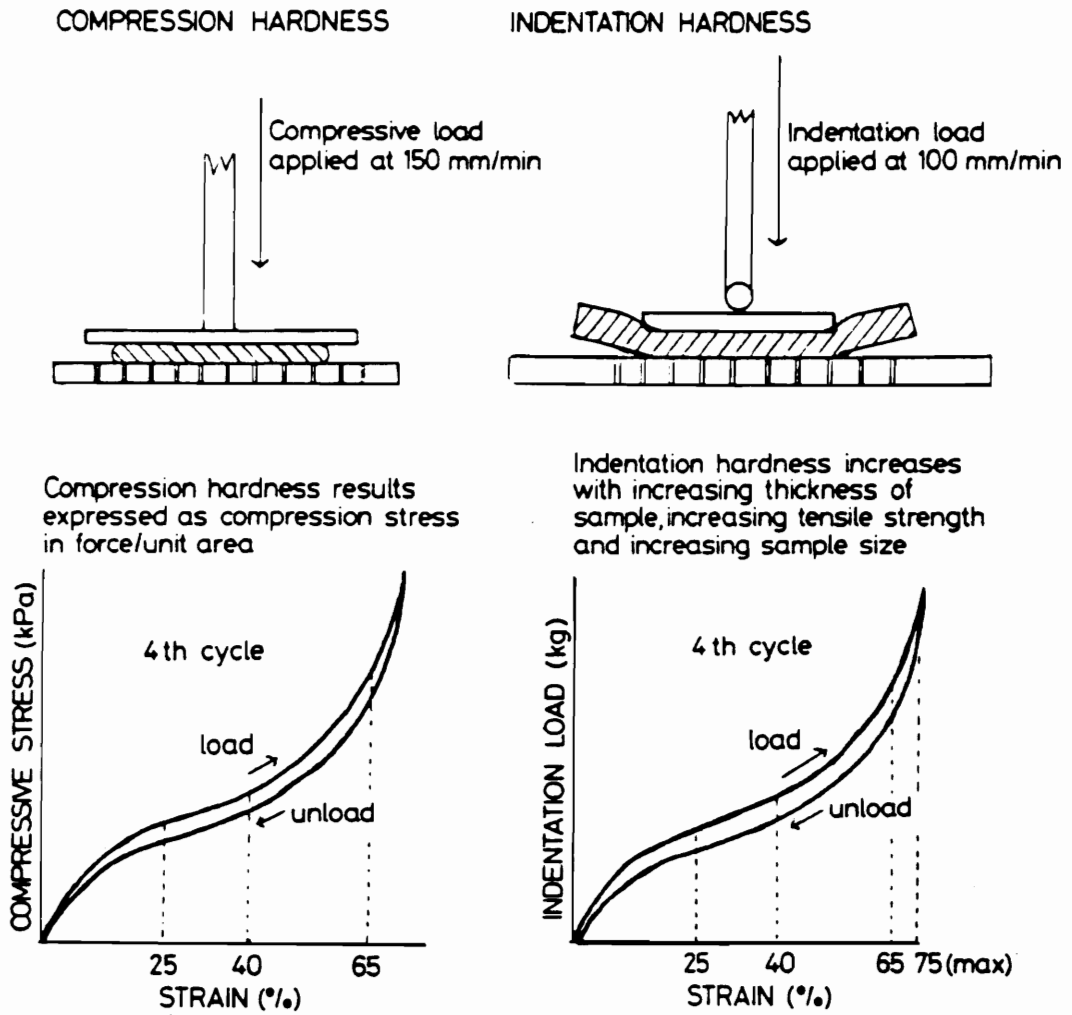 COMPRESSION HARDNESS
Compressive load
applied at 150 mm/min
Compression hardness results
expressed as compression stress
in force/unit area
COMPRESSIVE STRESS (kPa)
4th cycle
load
unload
25 40 65
STRAIN (%)
INDENTATION HARDNESS
Indentation load
applied at 100 mm/min
Indentation hardness increases
with increasing thickness of
sample, increasing tensile strength
and increasing sample size
INDENTATION LOAD (kg)
4th cycle
load
unload
25 40 65 75(max)
STRAIN (%)